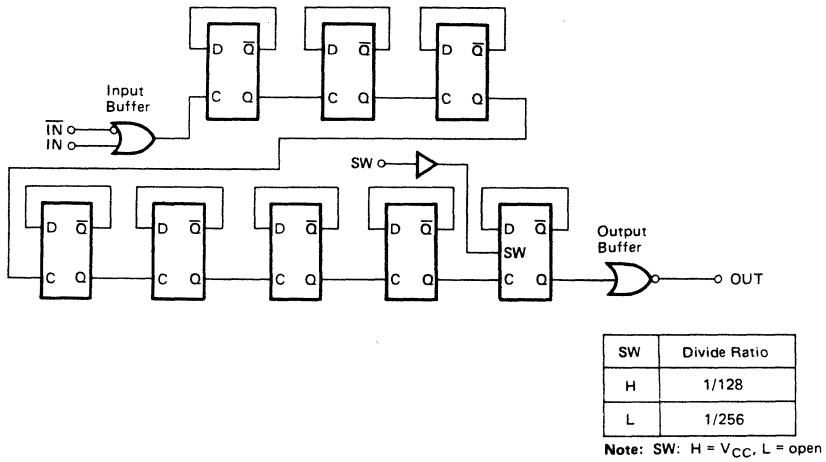 D Q̅ D Q̅ D Q̅
Input
Buffer
C Q C Q C Q
I̅N̅
IN
SW
D Q̅ D Q̅ D Q̅ D Q̅ D Q̅
SW
Output
Buffer
C Q C Q C Q C Q C Q
OUT
SW Divide Ratio
H 1/128
L 1/256
Note: SW: H = VCC, L = open